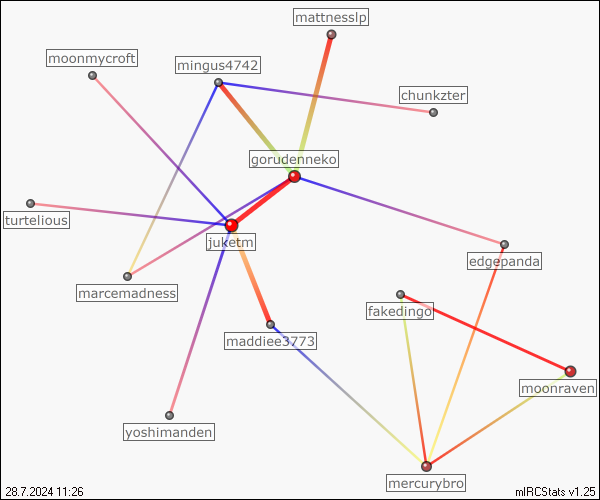 mattnesslp
moonmycroft
mingus4742
chunkzter
gorudenneko
turtelious
juketm
edgepanda
marcemadness
fakedingo
maddiee3773
moonraven
yoshimanden
mercurybro
28.7.2024 11:26
mIRCStats v1.25